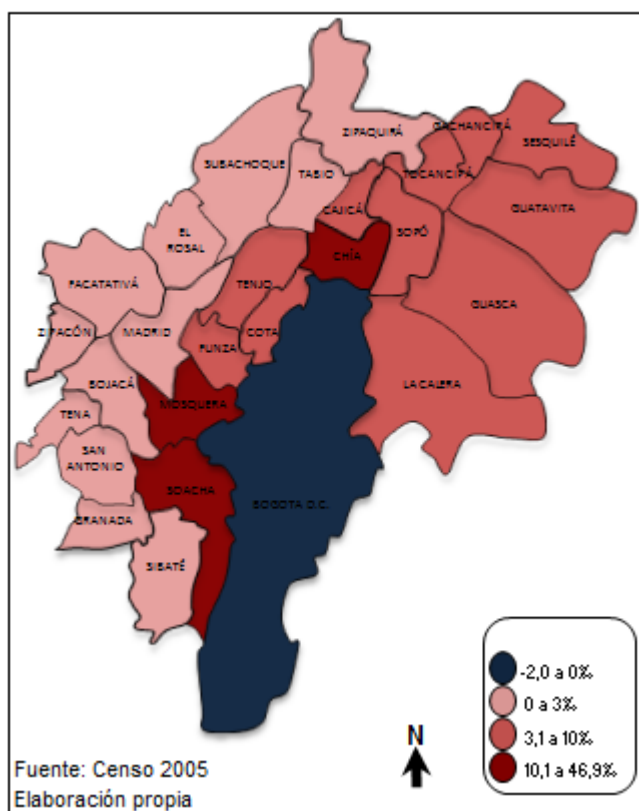 ZIPAQUIRÁ
GACHANCIPÁ
SESQUILÉ
SUBACHOQUE
TABIO
TOCANCIPÁ
GUATAVITA
CAJICÁ
SOPÓ
EL
ROSAL
CHÍA
FACATATIVÁ
TENJO
GUASCA
ZIPACÓN
MADRID
FUNZA
COTA
BOJACÁ
LA CALERA
MOSQUERA
TENA
SAN
ANTONIO
SOACHA
BOGOTA D.C.
GRANADA
SIBATÉ
-2,0 a 0‰
0 a 3‰
3,1 a 10‰
10,1 a 46,9‰
N
Fuente: Censo 2005
Elaboración propia